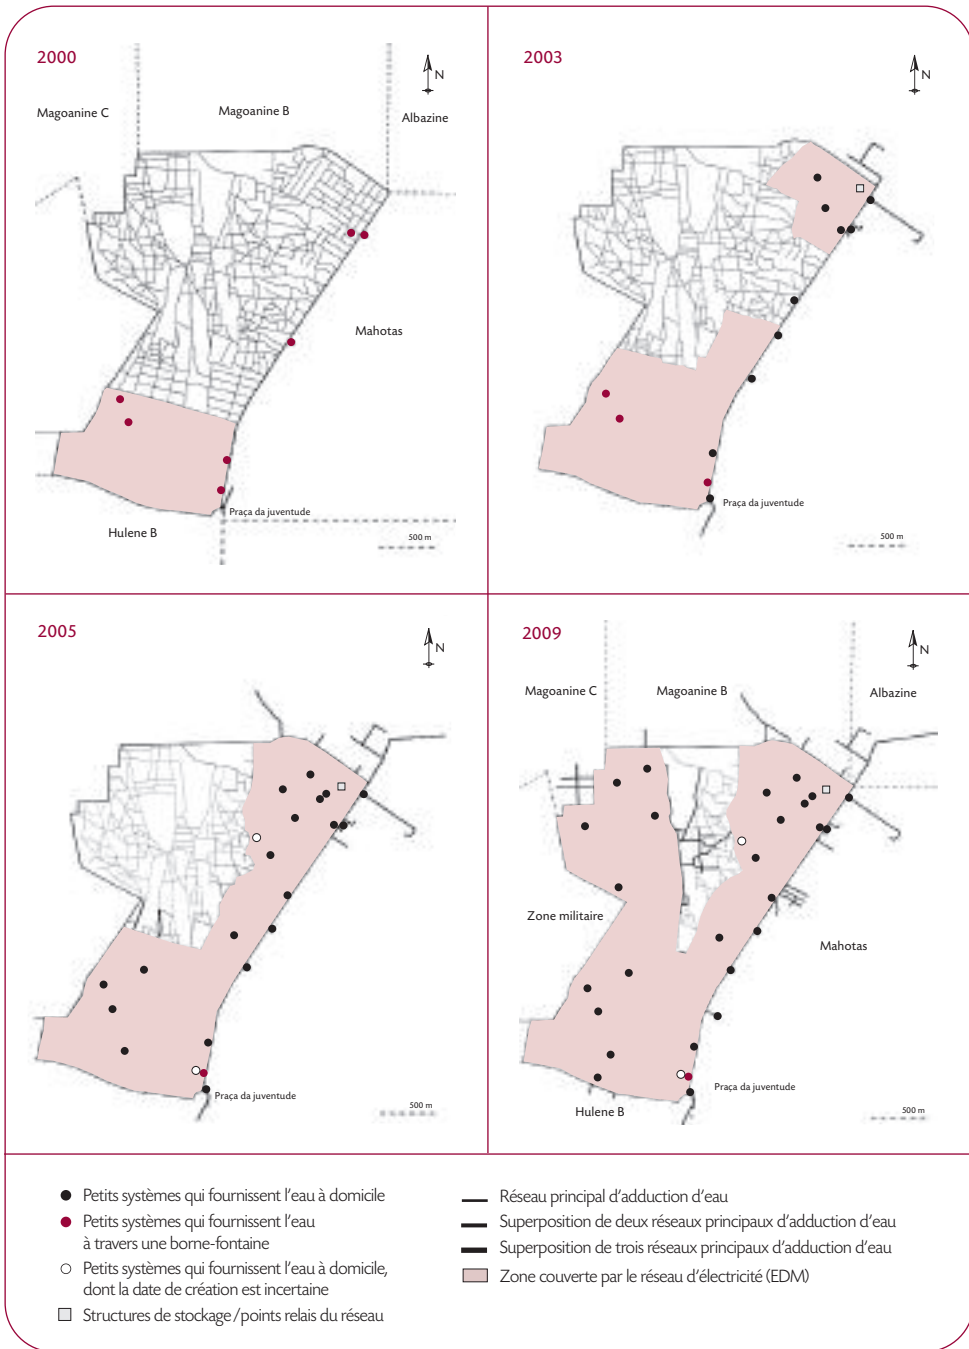 2000
N
Magoanine C
Magoanine B
Albazine
Mahotas
Praça da juventude
Hulene B
500 m
2003
N
Praça da juventude
500 m
2005
N
Praça da juventude
500 m
2009
N
Magoanine C
Magoanine B
Albazine
Zone militaire
Mahotas
Praça da juventude
Hulene B
500 m
Petits systèmes qui fournissent l’eau à domicile
Petits systèmes qui fournissent l’eau
à travers une borne-fontaine
Petits systèmes qui fournissent l’eau à domicile,
dont la date de création est incertaine
Structures de stockage/points relais du réseau
Réseau principal d’adduction d’eau
Superposition de deux réseaux principaux d’adduction d’eau
Superposition de trois réseaux principaux d’adduction d’eau
Zone couverte par le réseau d’électricité (EDM)